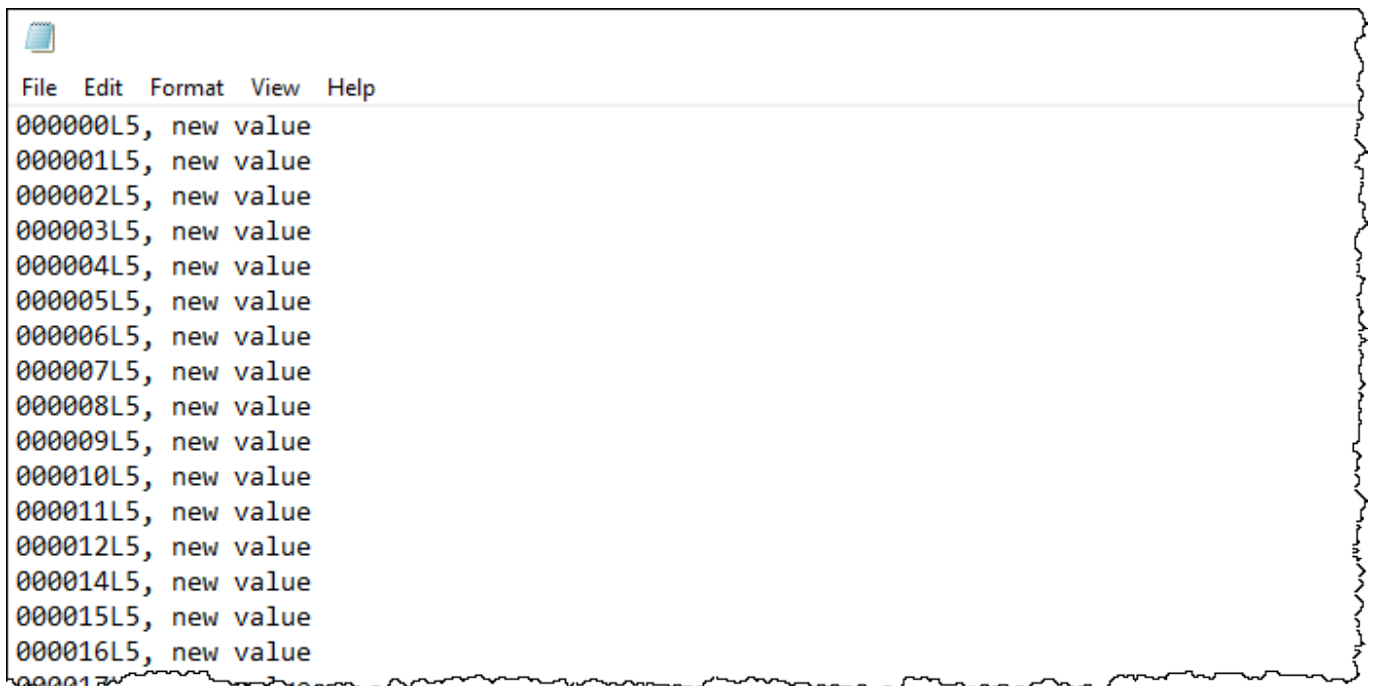 File Edit Format View Help
000000L5, new value
000001L5, new value
000002L5, new value
000003L5, new value
000004L5, new value
000005L5, new value
000006L5, new value
000007L5, new value
000008L5, new value
000009L5, new value
000010L5, new value
000011L5, new value
000012L5, new value
000014L5, new value
000015L5, new value
000016L5, new value